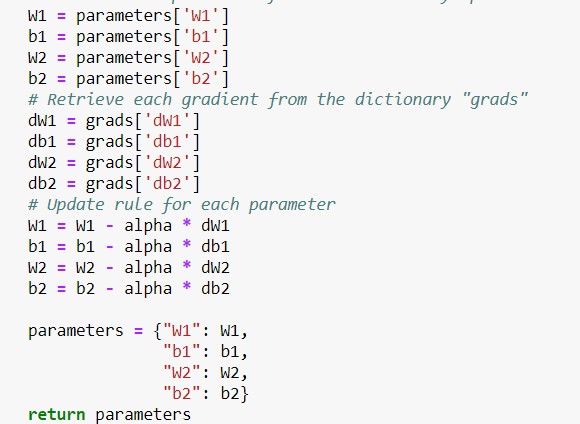 W1 = parameters['W1']
b1 = parameters['b1']
W2 = parameters['W2']
b2 = parameters['b2']
# Retrieve each gradient from the dictionary "grads"
dW1 = grads['dW1']
db1 = grads['db1']
dW2 = grads['dW2']
db2 = grads['db2']
# Update rule for each parameter
W1 = W1 - alpha * dW1
b1 = b1 - alpha * db1
W2 = W2 - alpha * dW2
b2 = b2 - alpha * db2
parameters = {"W1": W1,
"b1": b1,
"W2": W2,
"b2": b2}
return parameters